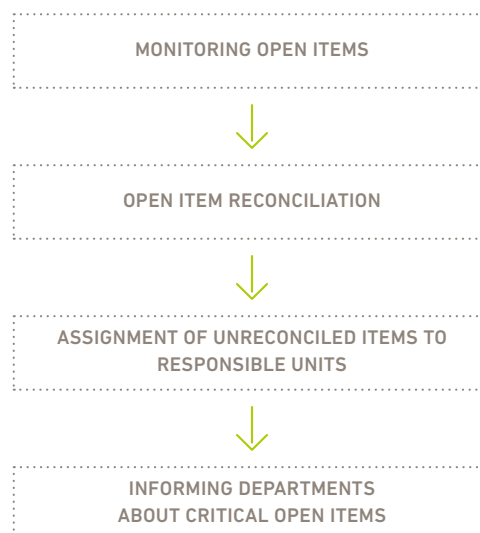 MONITORING OPEN ITEMS
OPEN ITEM RECONCILIATION
ASSIGNMENT OF UNRECONCILED ITEMS TO
RESPONSIBLE UNITS
INFORMING DEPARTMENTS
ABOUT CRITICAL OPEN ITEMS